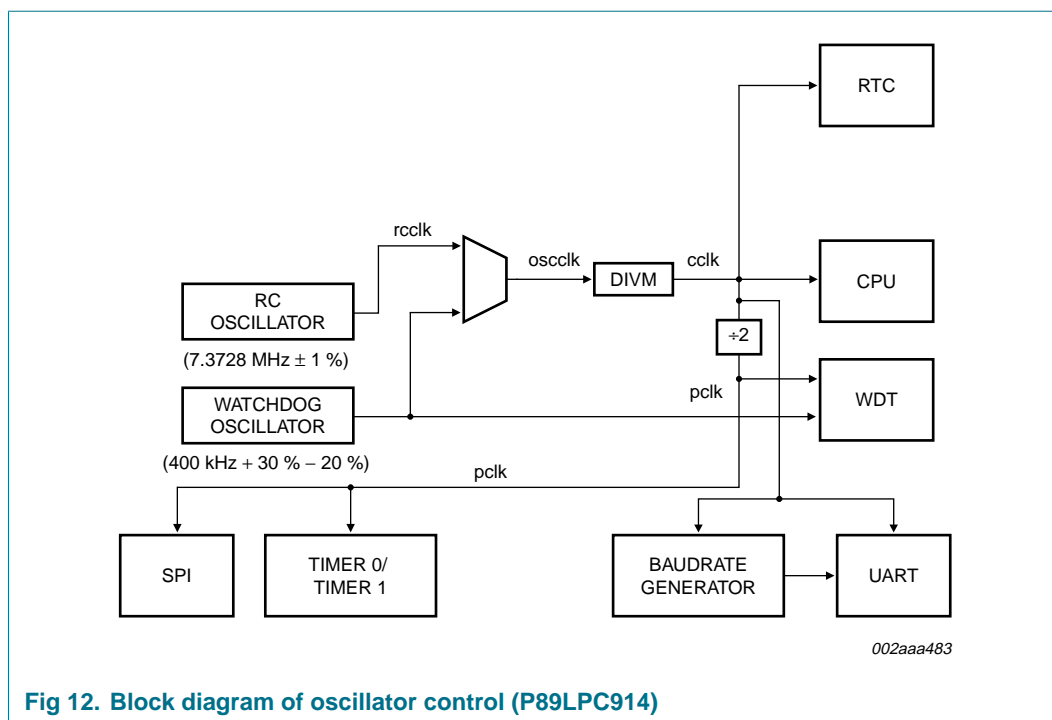 RTC
rcclk
oscclk
cclk
DIVM
CPU
RC
OSCILLATOR
÷2
(7.3728 MHz ± 1 %)
pclk
WDT
WATCHDOG
OSCILLATOR
(400 kHz + 30 % − 20 %)
pclk
SPI
TIMER 0/
TIMER 1
BAUDRATE
GENERATOR
UART
002aaa483
Fig 12. Block diagram of oscillator control (P89LPC914)